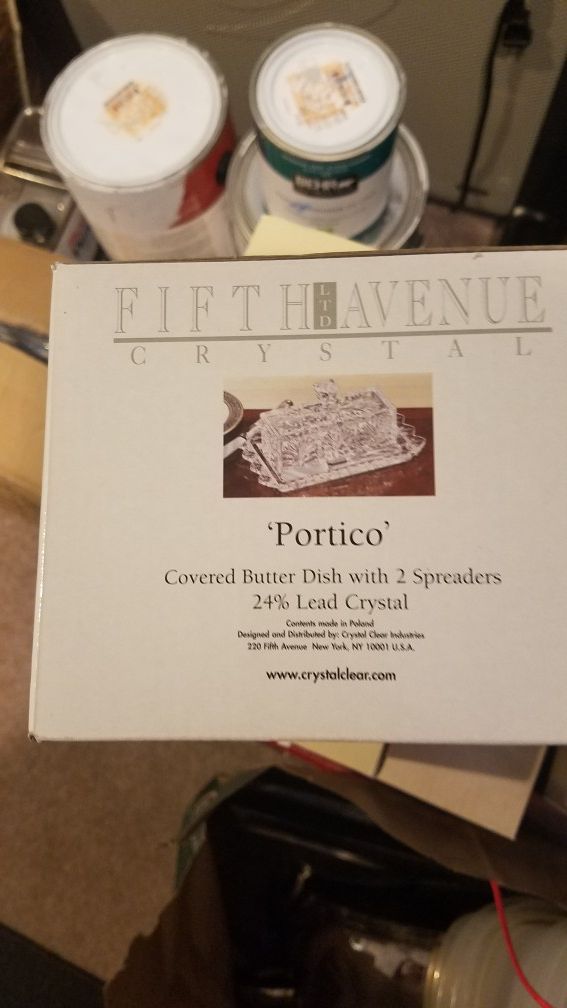 BEHR
FIFTH LTD AVENUE
CRYSTAL
‘Portico’
Covered Butter Dish with 2 Spreaders
24% Lead Crystal
Contents made in Poland
Designed and Distributed by: Crystal Clear Industries
220 Fifth Avenue New York, NY 10001 U.S.A.
www.crystalclear.com